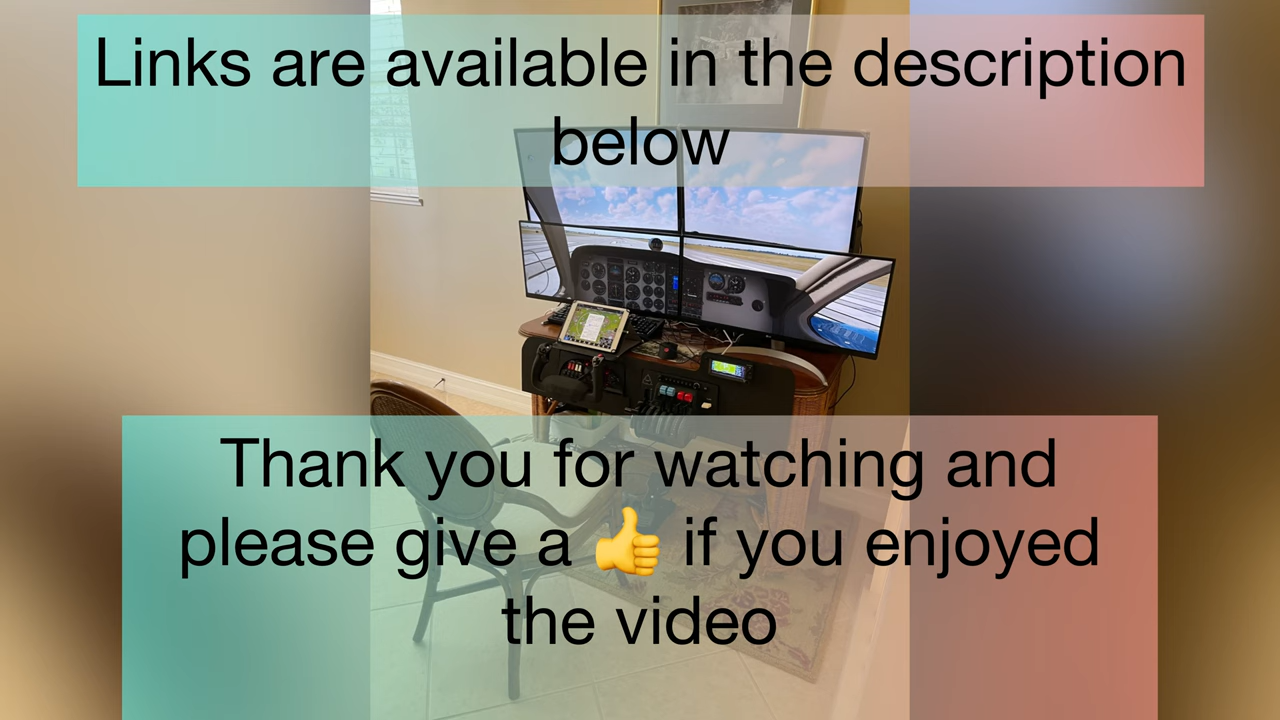 Links are available in the description
below
Thank you for watching and
please give a 👍 if you enjoyed
the video